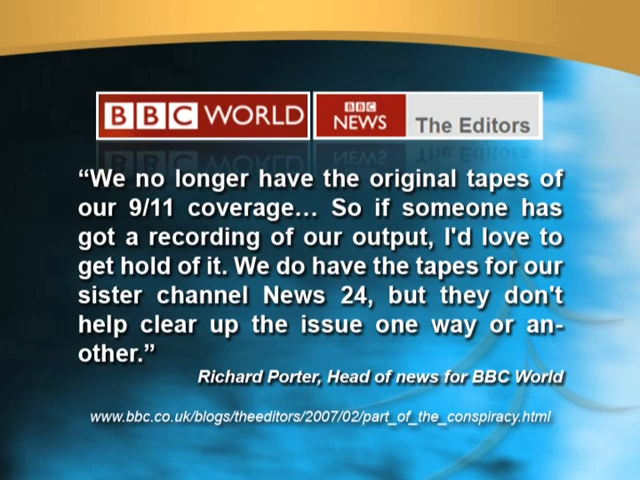 BBC WORLD
BBC NEWS The Editors
“We no longer have the original tapes of
our 9/11 coverage... So if someone has
got a recording of our output, I'd love to
get hold of it. We do have the tapes for our
sister channel News 24, but they don't
help clear up the issue one way or an-
other.”
Richard Porter, Head of news for BBC World
www.bbc.co.uk/blogs/theeditors/2007/02/part_of_the_conspiracy.html